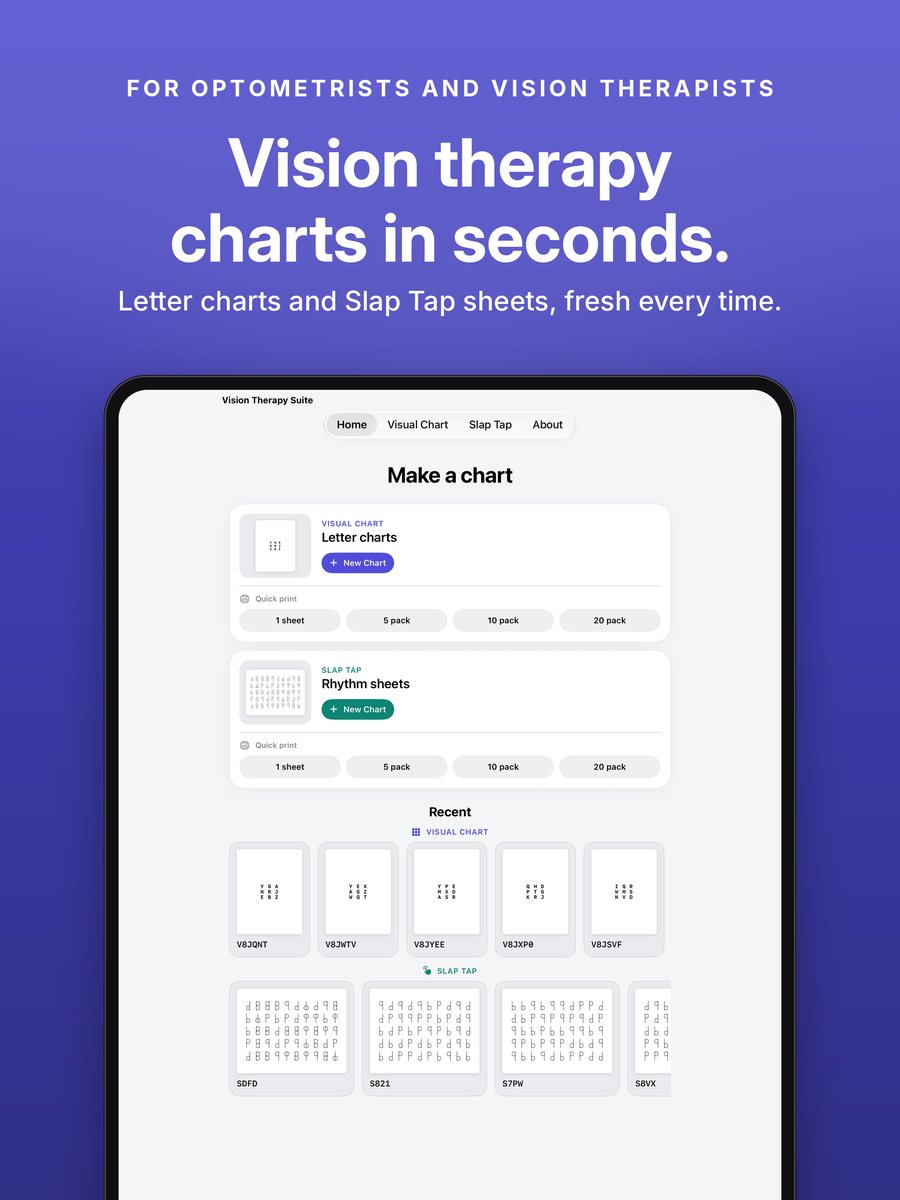 FOR OPTOMETRISTS AND VISION THERAPISTS
Vision therapy
charts in seconds.
Letter charts and Slap Tap sheets, fresh every time.
Vision Therapy Suite
Home Visual Chart Slap Tap About
Make a chart
VISUAL CHART
Letter charts
+ New Chart
Quick print
1 sheet 5 pack 10 pack 20 pack
SLAP TAP
Rhythm sheets
+ New Chart
Quick print
1 sheet 5 pack 10 pack 20 pack
Recent
VISUAL CHART
Y G A
N R J
E B Z
V8JQNT
Y E K
A G Z
W Q T
V8JWTV
Y P E
M X D
A S R
V8JYEE
Q H D
P T G
K R J
V8JXP0
I Q R
W M S
N V D
V8JSVF
SLAP TAP
SDFD
S821
S7PW
S8VX